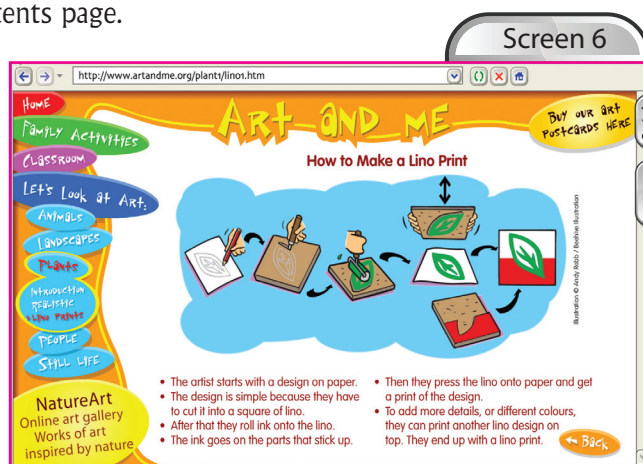 tents page.
Screen 6
http://www.artandme.org/plant1/lino1.htm
HOME
FAMILY ACTIVITIES
CLASSROOM
LET'S LOOK at ART:
ANIMALS
LANDSCAPES
PLANTS
INTRODUCTION
REALISTIC
LINO PRINTS
PEOPLE
STILL LIFE
NatureArt
Online art gallery
Works of art
inspired by nature
ART AND ME
BUY OUR ART
POSTCARDS HERE
How to Make a Lino Print
Illustration © Andy Robb / Beehive Illustration
• The artist starts with a design on paper.
• The design is simple because they have
to cut it into a square of lino.
• After that they roll ink onto the lino.
• The ink goes on the parts that stick up.
• Then they press the lino onto paper and get
a print of the design.
• To add more details, or different colours,
they can print another lino design on
top. They end up with a lino print.
Back